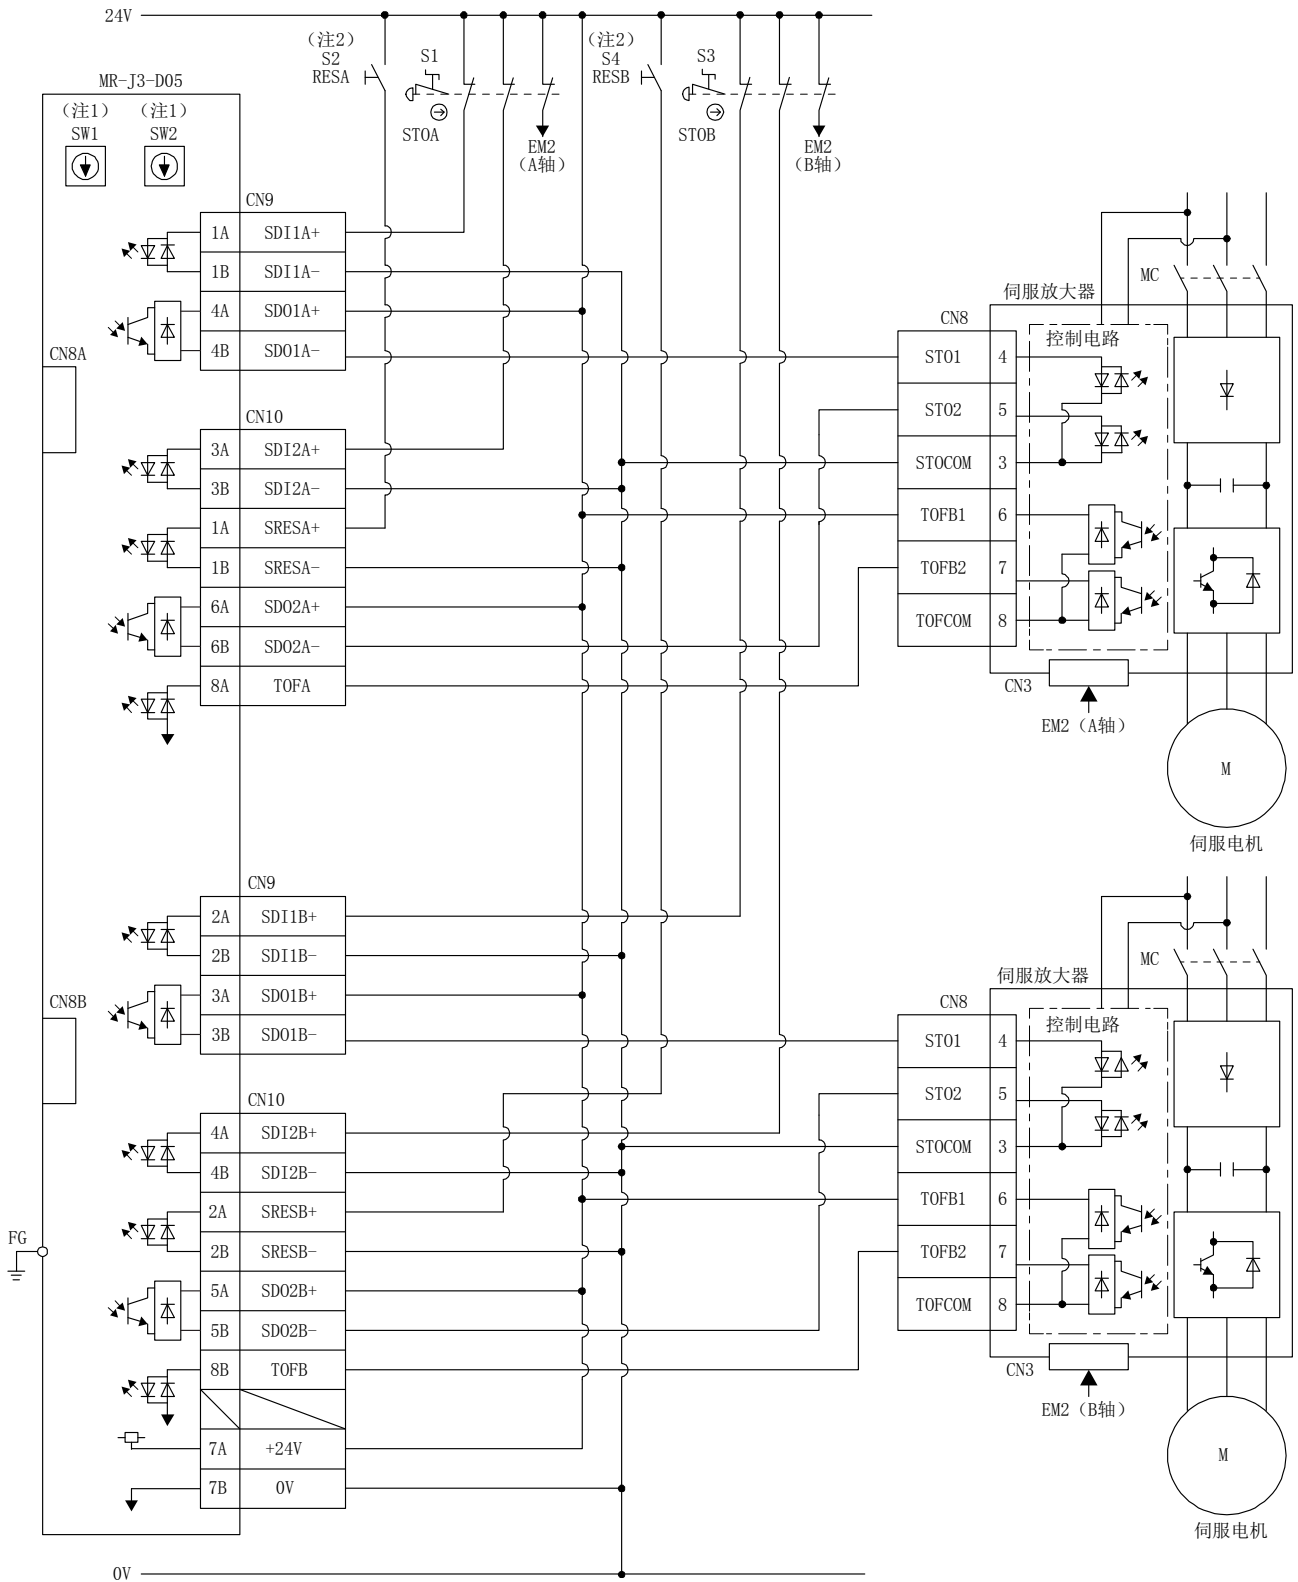 24V
(注2)
S2
RESA
S1
STOA
EM2
(A轴)
(注2)
S4
RESB
S3
STOB
EM2
(B轴)
MR-J3-D05
(注1)
SW1
(注1)
SW2
CN8A
CN9
1A SDI1A+
1B SDI1A-
4A SDO1A+
4B SDO1A-
CN10
3A SDI2A+
3B SDI2A-
1A SRESA+
1B SRESA-
6A SDO2A+
6B SDO2A-
8A TOFA
MC
伺服放大器
控制电路
CN8
STO1 4
STO2 5
STOCOM 3
TOFB1 6
TOFB2 7
TOFCOM 8
CN3
EM2（A轴）
M
伺服电机
CN8B
CN9
2A SDI1B+
2B SDI1B-
3A SDO1B+
3B SDO1B-
CN10
4A SDI2B+
4B SDI2B-
2A SRESB+
2B SRESB-
5A SDO2B+
5B SDO2B-
8B TOFB
7A +24V
7B 0V
FG
MC
伺服放大器
控制电路
CN8
STO1 4
STO2 5
STOCOM 3
TOFB1 6
TOFB2 7
TOFCOM 8
CN3
EM2（B轴）
M
伺服电机
0V